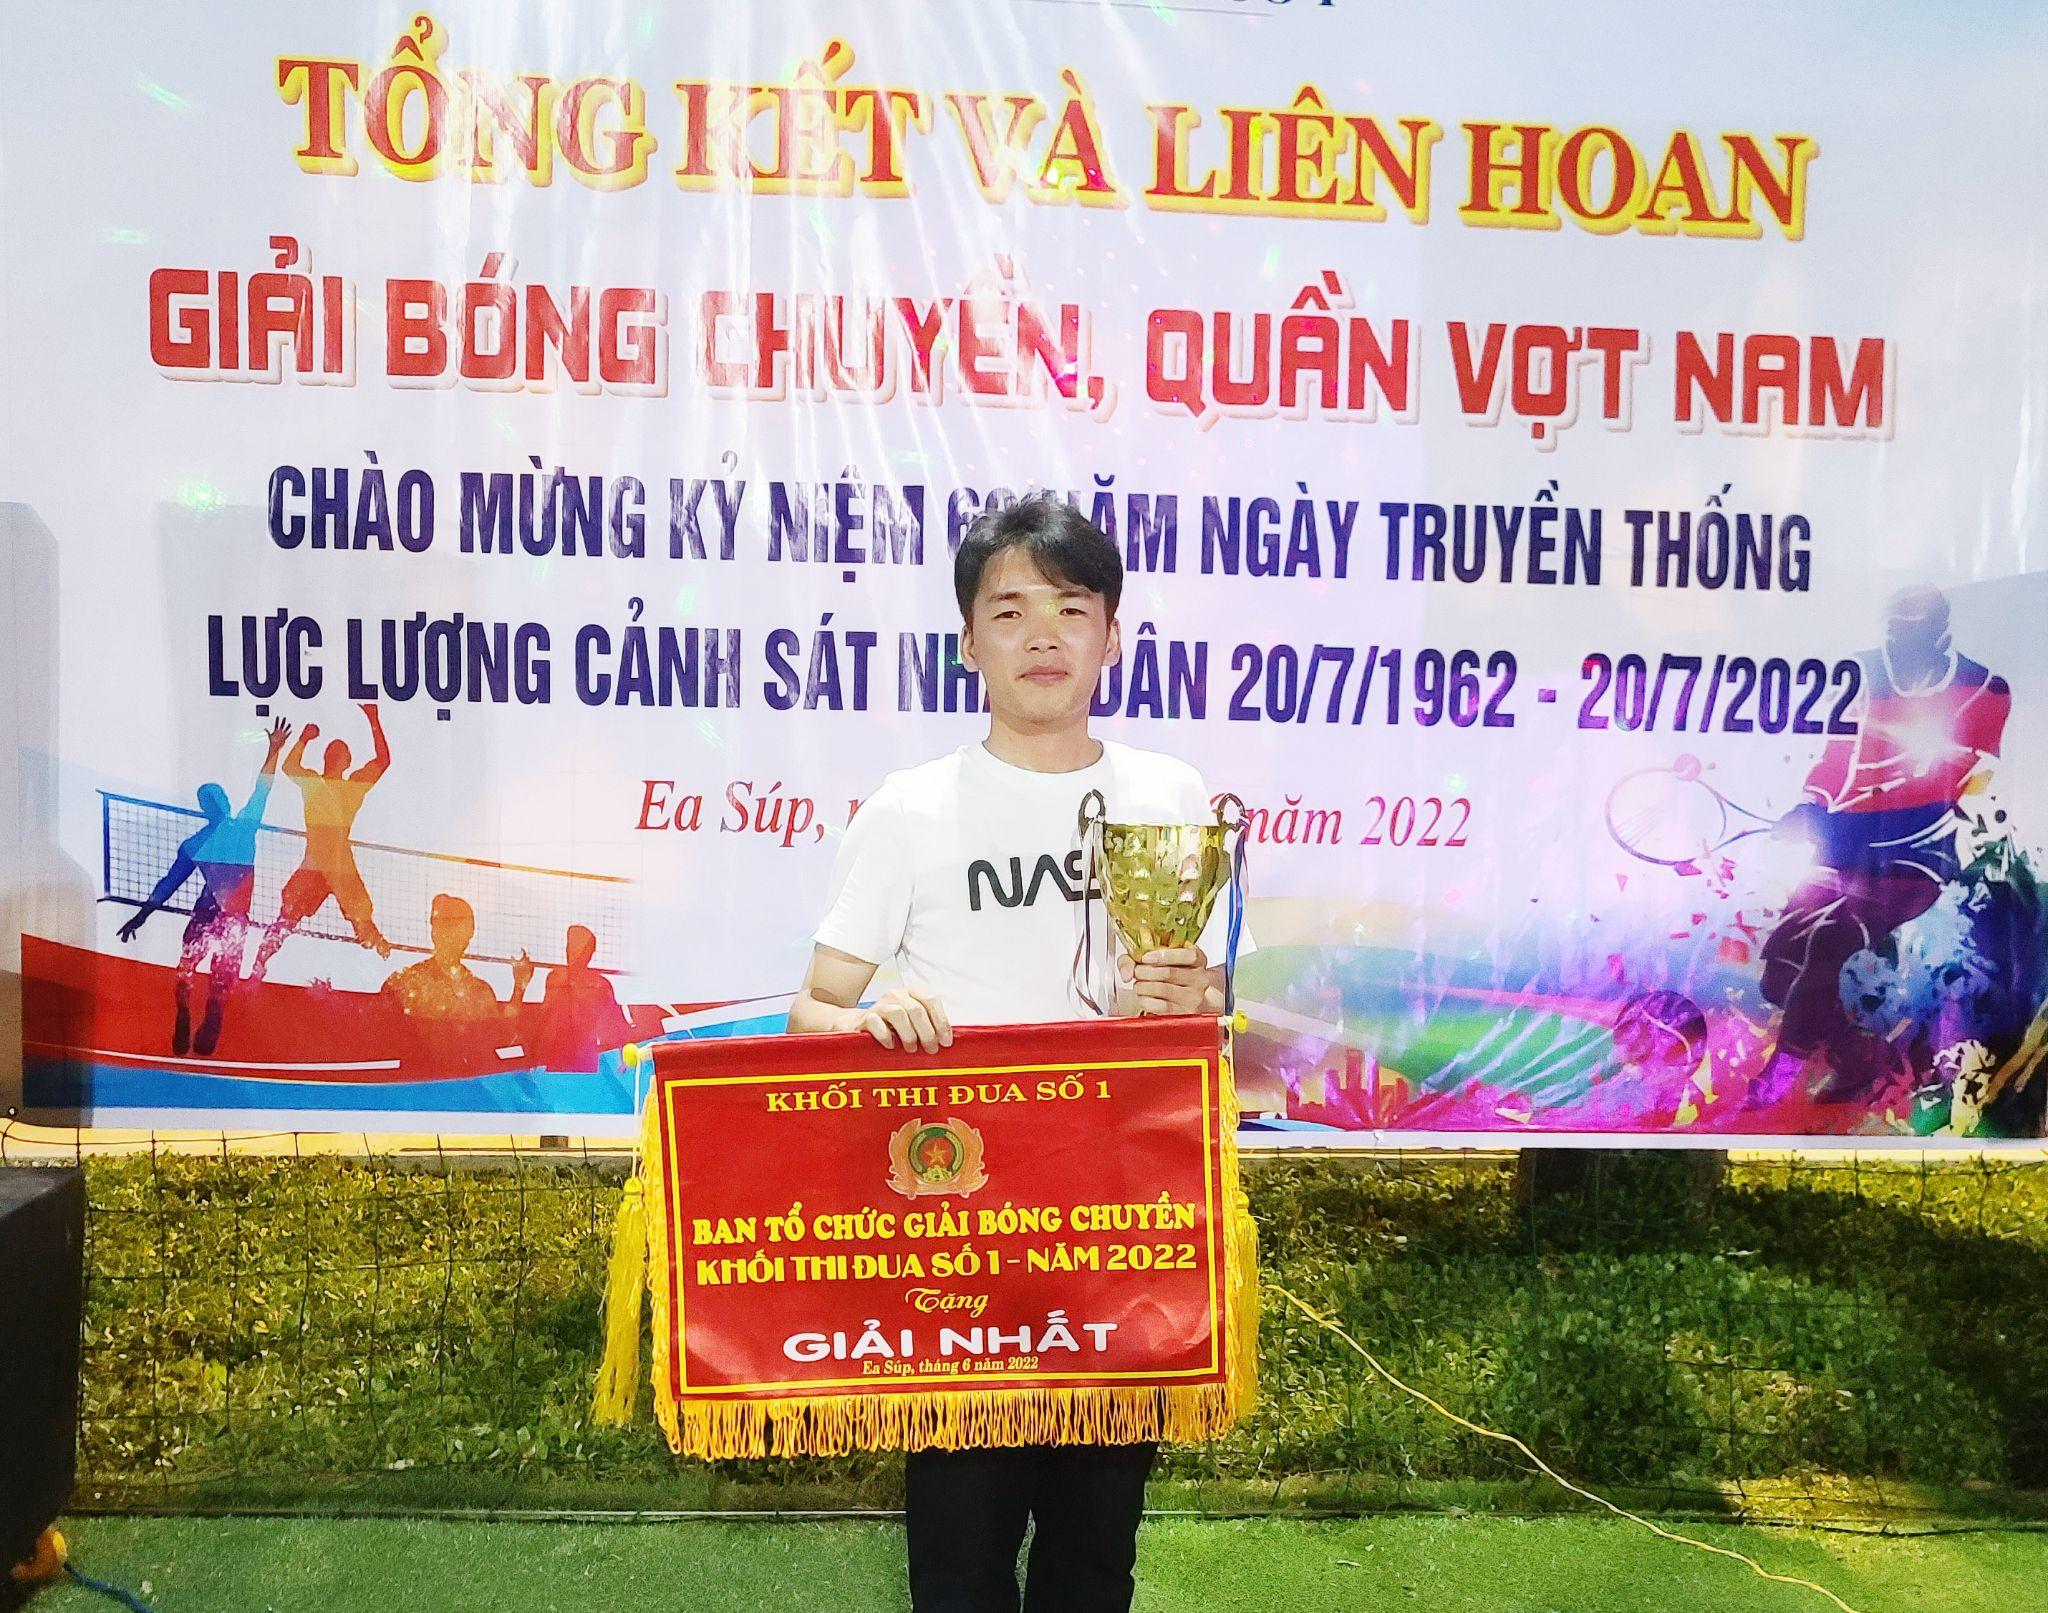 TỔNG KẾT VÀ LIÊN HOAN
GIẢI BÓNG CHUYỀN, QUẦN VỢT NAM
CHÀO MỪNG KỶ NIỆM NĂM NGÀY TRUYỀN THỐNG
LỰC LƯỢNG CẢNH SÁT DÂN 20/7/1962 - 20/7/2022
Ea Súp, năm 2022
NASA
KHỐI THI ĐUA SỐ 1
BAN TỔ CHỨC GIẢI BÓNG CHUYỀN
KHỐI THI ĐUA SỐ 1 - NĂM 2022
Tặng
GIẢI NHẤT
Ea Súp, tháng 6 năm 2022